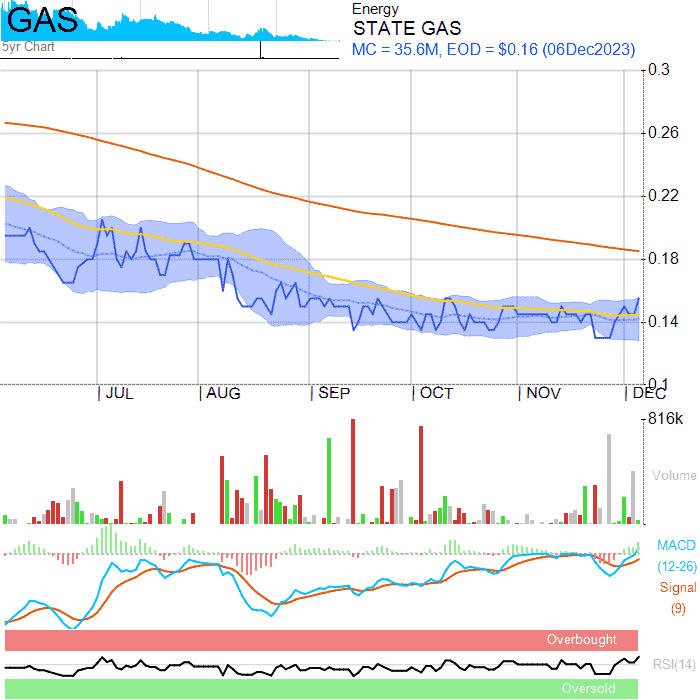 GAS
5yr Chart
Energy
STATE GAS
MC = 35.6M, EOD = $0.16 (06Dec2023)
0.3
0.26
0.22
0.18
0.14
0.1
JUL AUG SEP OCT NOV DEC
816k
Volume
MACD
(12-26)
Signal
(9)
Overbought
RSI(14)
Oversold